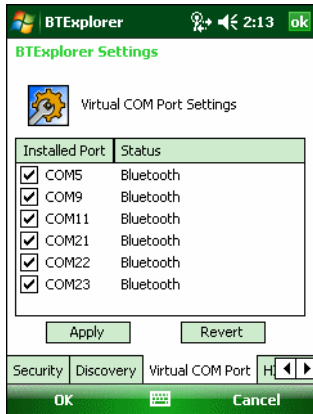 BTExplorer 2:13 ok
BTExplorer Settings
Virtual COM Port Settings
Installed Port Status
COM5 Bluetooth
COM9 Bluetooth
COM11 Bluetooth
COM21 Bluetooth
COM22 Bluetooth
COM23 Bluetooth
Apply Revert
Security Discovery Virtual COM Port
OK Cancel